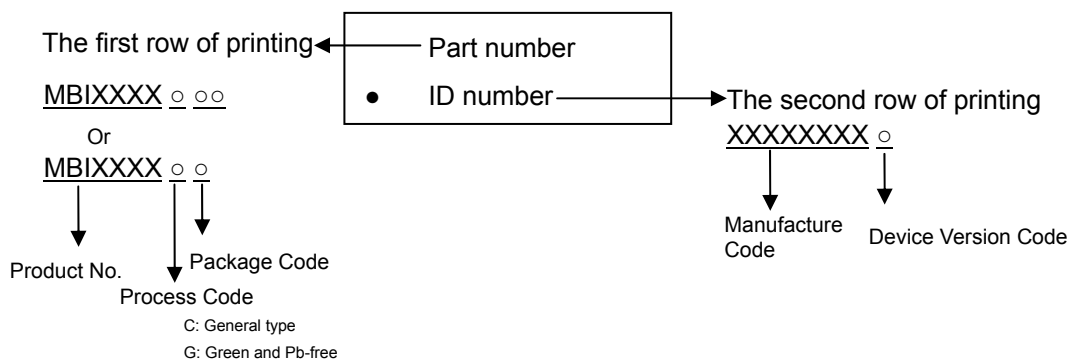 The first row of printing
Part number
MBIXXXX ○ ○○
● ID number
The second row of printing
Or
XXXXXXXX ○
MBIXXXX ○ ○
Manufacture
Code
Device Version Code
Product No.
Package Code
Process Code
C: General type
G: Green and Pb-free